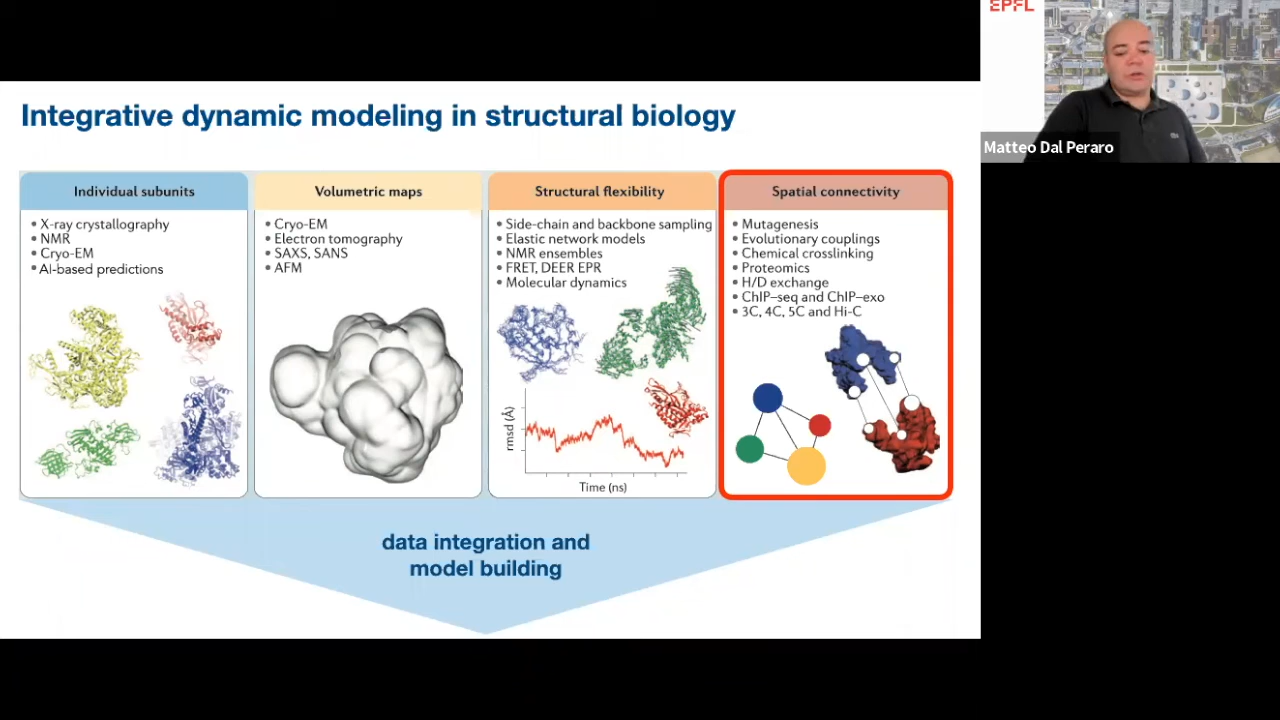 EPFL
Matteo Dal Peraro
Integrative dynamic modeling in structural biology
Individual subunits
• X-ray crystallography
• NMR
• Cryo-EM
• AI-based predictions
Volumetric maps
• Cryo-EM
• Electron tomography
• SAXS, SANS
• AFM
Structural flexibility
• Side-chain and backbone sampling
• Elastic network models
• NMR ensembles
• FRET, DEER EPR
• Molecular dynamics
rmsd (Å)
Time (ns)
Spatial connectivity
• Mutagenesis
• Evolutionary couplings
• Chemical crosslinking
• Proteomics
• H/D exchange
• ChIP–seq and ChIP–exo
• 3C, 4C, 5C and Hi-C
data integration and
model building